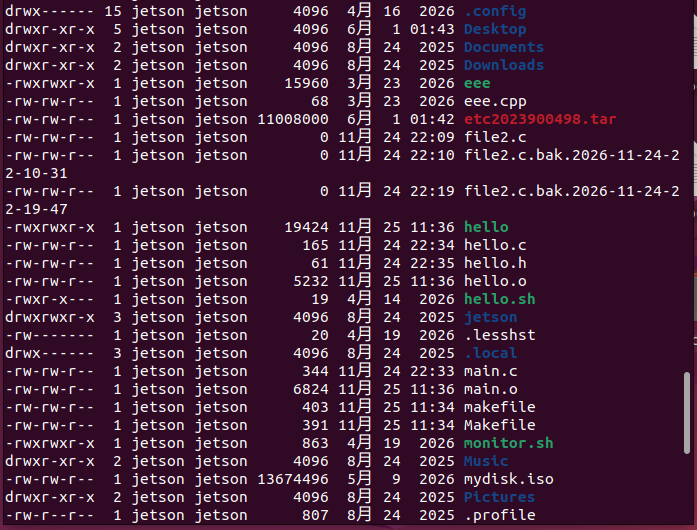 drwx------ 15 jetson jetson     4096  4月  16  2026 .config
drwxr-xr-x  5 jetson jetson     4096  6月   1 01:43 Desktop
drwxr-xr-x  2 jetson jetson     4096  8月  24  2025 Documents
drwxr-xr-x  2 jetson jetson     4096  8月  24  2025 Downloads
-rwxrwxr-x  1 jetson jetson    15960  3月  23  2026 eee
-rw-rw-r--  1 jetson jetson       68  3月  23  2026 eee.cpp
-rw-rw-r--  1 jetson jetson 11008000  6月   1 01:42 etc2023900498.tar
-rw-rw-r--  1 jetson jetson        0 11月  24 22:09 file2.c
-rw-rw-r--  1 jetson jetson        0 11月  24 22:10 file2.c.bak.2026-11-24-2
2-10-31
-rw-rw-r--  1 jetson jetson        0 11月  24 22:19 file2.c.bak.2026-11-24-2
2-19-47
-rwxrwxr-x  1 jetson jetson    19424 11月  25 11:36 hello
-rw-rw-r--  1 jetson jetson      165 11月  24 22:34 hello.c
-rw-rw-r--  1 jetson jetson       61 11月  24 22:35 hello.h
-rw-rw-r--  1 jetson jetson     5232 11月  25 11:36 hello.o
-rwxr-x---  1 jetson jetson       19  4月  14  2026 hello.sh
drwxrwxr-x  3 jetson jetson     4096  8月  24  2025 jetson
-rw-------  1 jetson jetson       20  4月  19  2026 .lesshst
drwx------  3 jetson jetson     4096  8月  24  2025 .local
-rw-rw-r--  1 jetson jetson      344 11月  24 22:33 main.c
-rw-rw-r--  1 jetson jetson     6824 11月  25 11:36 main.o
-rw-rw-r--  1 jetson jetson      403 11月  25 11:34 makefile
-rw-rw-r--  1 jetson jetson      391 11月  25 11:34 Makefile
-rwxrwxr-x  1 jetson jetson      863  4月  19  2026 monitor.sh
drwxr-xr-x  2 jetson jetson     4096  8月  24  2025 Music
-rw-rw-r--  1 jetson jetson 13674496  5月   9  2026 mydisk.iso
drwxr-xr-x  2 jetson jetson     4096  8月  24  2025 Pictures
-rw-r--r--  1 jetson jetson      807  8月  24  2025 .profile